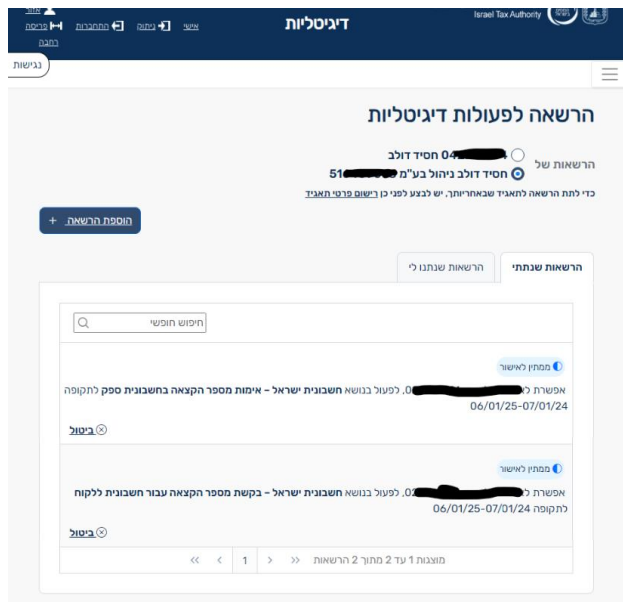 Israel Tax Authority
דיגיטליות
אישי ניתוק התחברות פריסה
רחבה
נגישות
הרשאה לפעולות דיגיטליות
הרשאות של
04 חסיד דולב
חסיד דולב ניהול בע"מ 51
כדי לתת הרשאה לתאגיד שבאחריותך, יש לבצע לפני כן רישום פרטי תאגיד
הוספת הרשאה +
הרשאות שנתתי הרשאות שנתנו לי
חיפוש חופשי
ממתין לאישור
אפשרת ל 0, לפעול בנושא חשבונית ישראל – אימות מספר הקצאה בחשבונית ספק לתקופה
06/01/25-07/01/24
ביטול
ממתין לאישור
אפשרת ל 02, לפעול בנושא חשבונית ישראל – בקשת מספר הקצאה עבור חשבונית ללקוח
לתקופה 06/01/25-07/01/24
ביטול
מוצגות 1 עד 2 מתוך 2 הרשאות « ‹ 1 › »